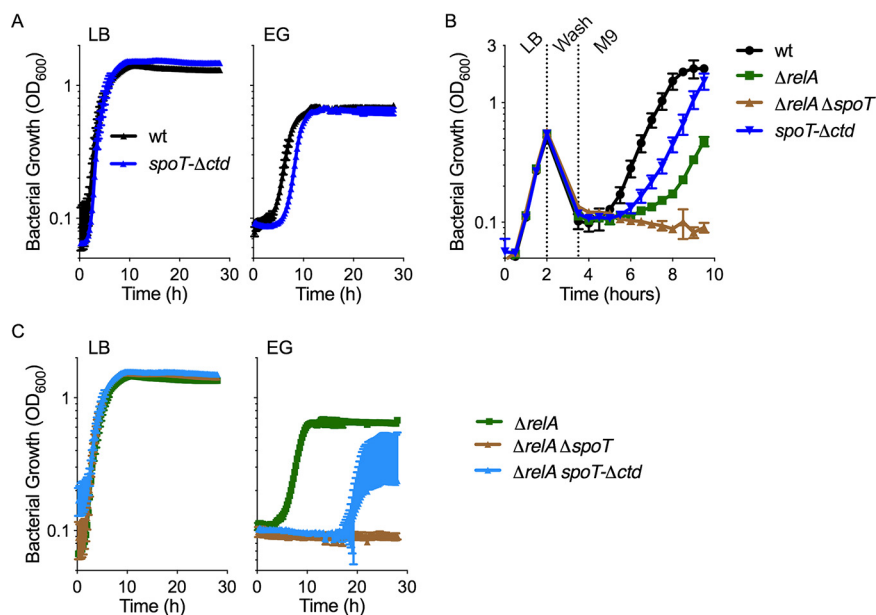 A
LB
EG
Bacterial Growth (OD600)
1
0.1
wt
spoT-Δctd
0 10 20 30
Time (h)
0 10 20 30
Time (h)
B
LB
Wash
M9
Bacterial Growth (OD600)
3
1
0.1
0 2 4 6 8 10
Time (hours)
wt
ΔrelA
ΔrelA ΔspoT
spoT-Δctd
C
LB
EG
Bacterial Growth (OD600)
1
0.1
0 10 20 30
Time (h)
0 10 20 30
Time (h)
ΔrelA
ΔrelA ΔspoT
ΔrelA spoT-Δctd